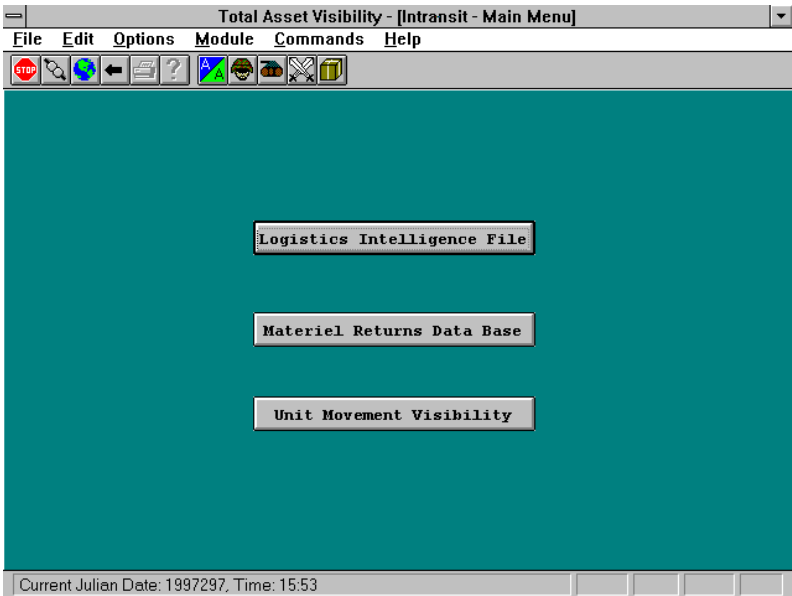 Total Asset Visibility - [Intransit - Main Menu]
File Edit Options Module Commands Help
STOP ? A A
Logistics Intelligence File
Materiel Returns Data Base
Unit Movement Visibility
Current Julian Date: 1997297, Time: 15:53